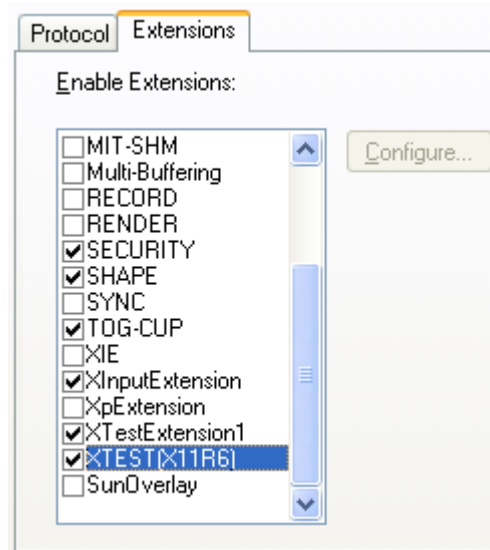 Protocol Extensions
Enable Extensions:
MIT-SHM
Configure...
Multi-Buffering
RECORD
RENDER
SECURITY
SHAPE
SYNC
TOG-CUP
XIE
XInputExtension
XpExtension
XTestExtension1
XTEST(X11R6)
SunOverlay